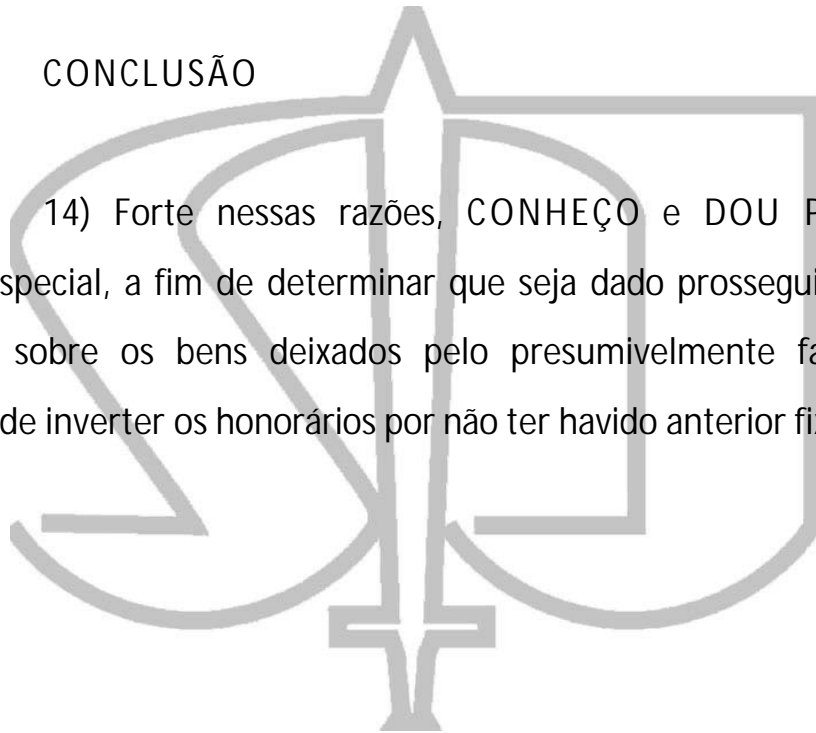 CONCLUSÃO
14) Forte nessas razões, CONHEÇO e DOU P
special, a fim de determinar que seja dado prossegui
sobre os bens deixados pelo presumivelmente fa
de inverter os honorários por não ter havido anterior fi